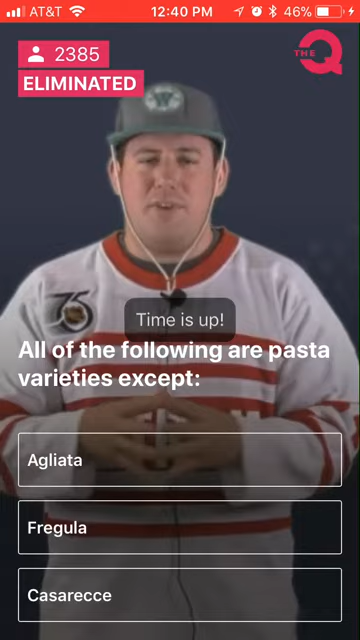 AT&T 12:40 PM 46%
2385
THE Q
ELIMINATED
75
Time is up!
All of the following are pasta
varieties except:
Agliata
Fregula
Casarecce